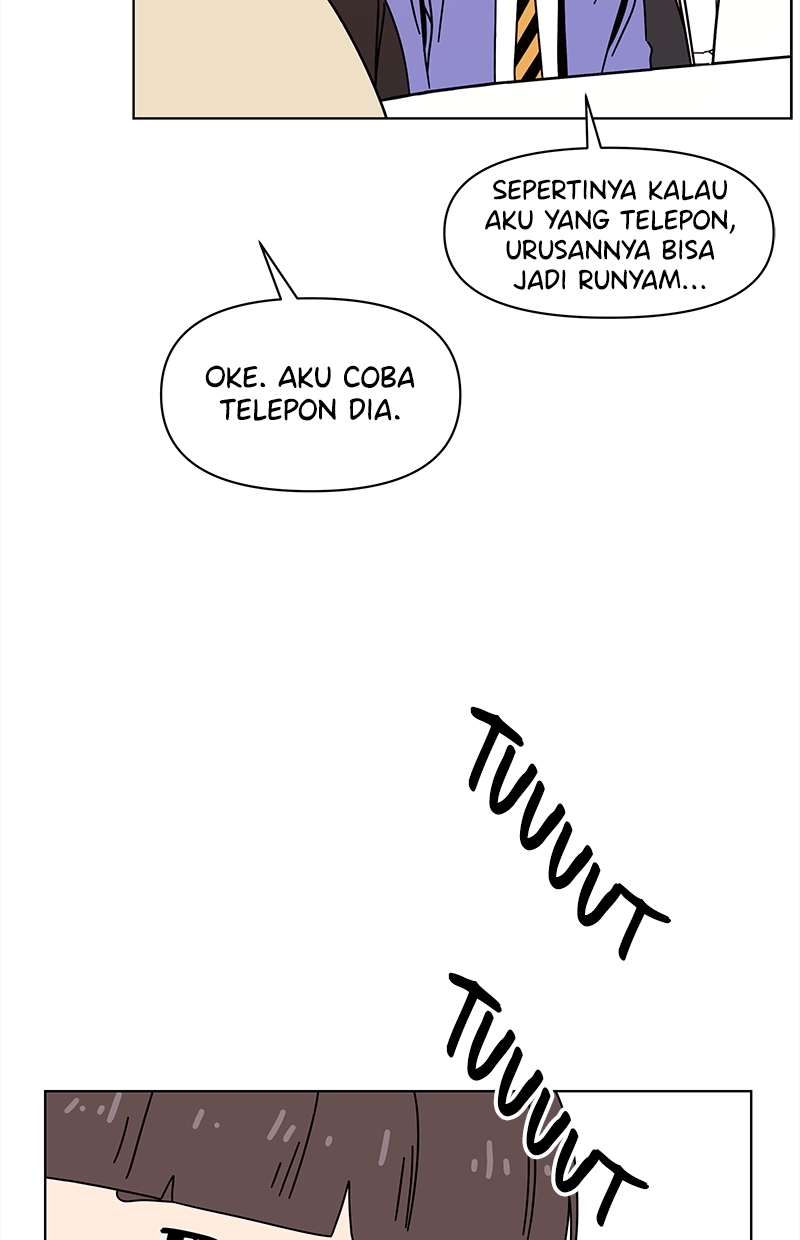 SEPERTINYA KALAU
AKU YANG TELEPON,
URUSANNYA BISA
JADI RUNYAM...
OKE. AKU COBA
TELEPON DIA.
TUUUUT
TUUUUT